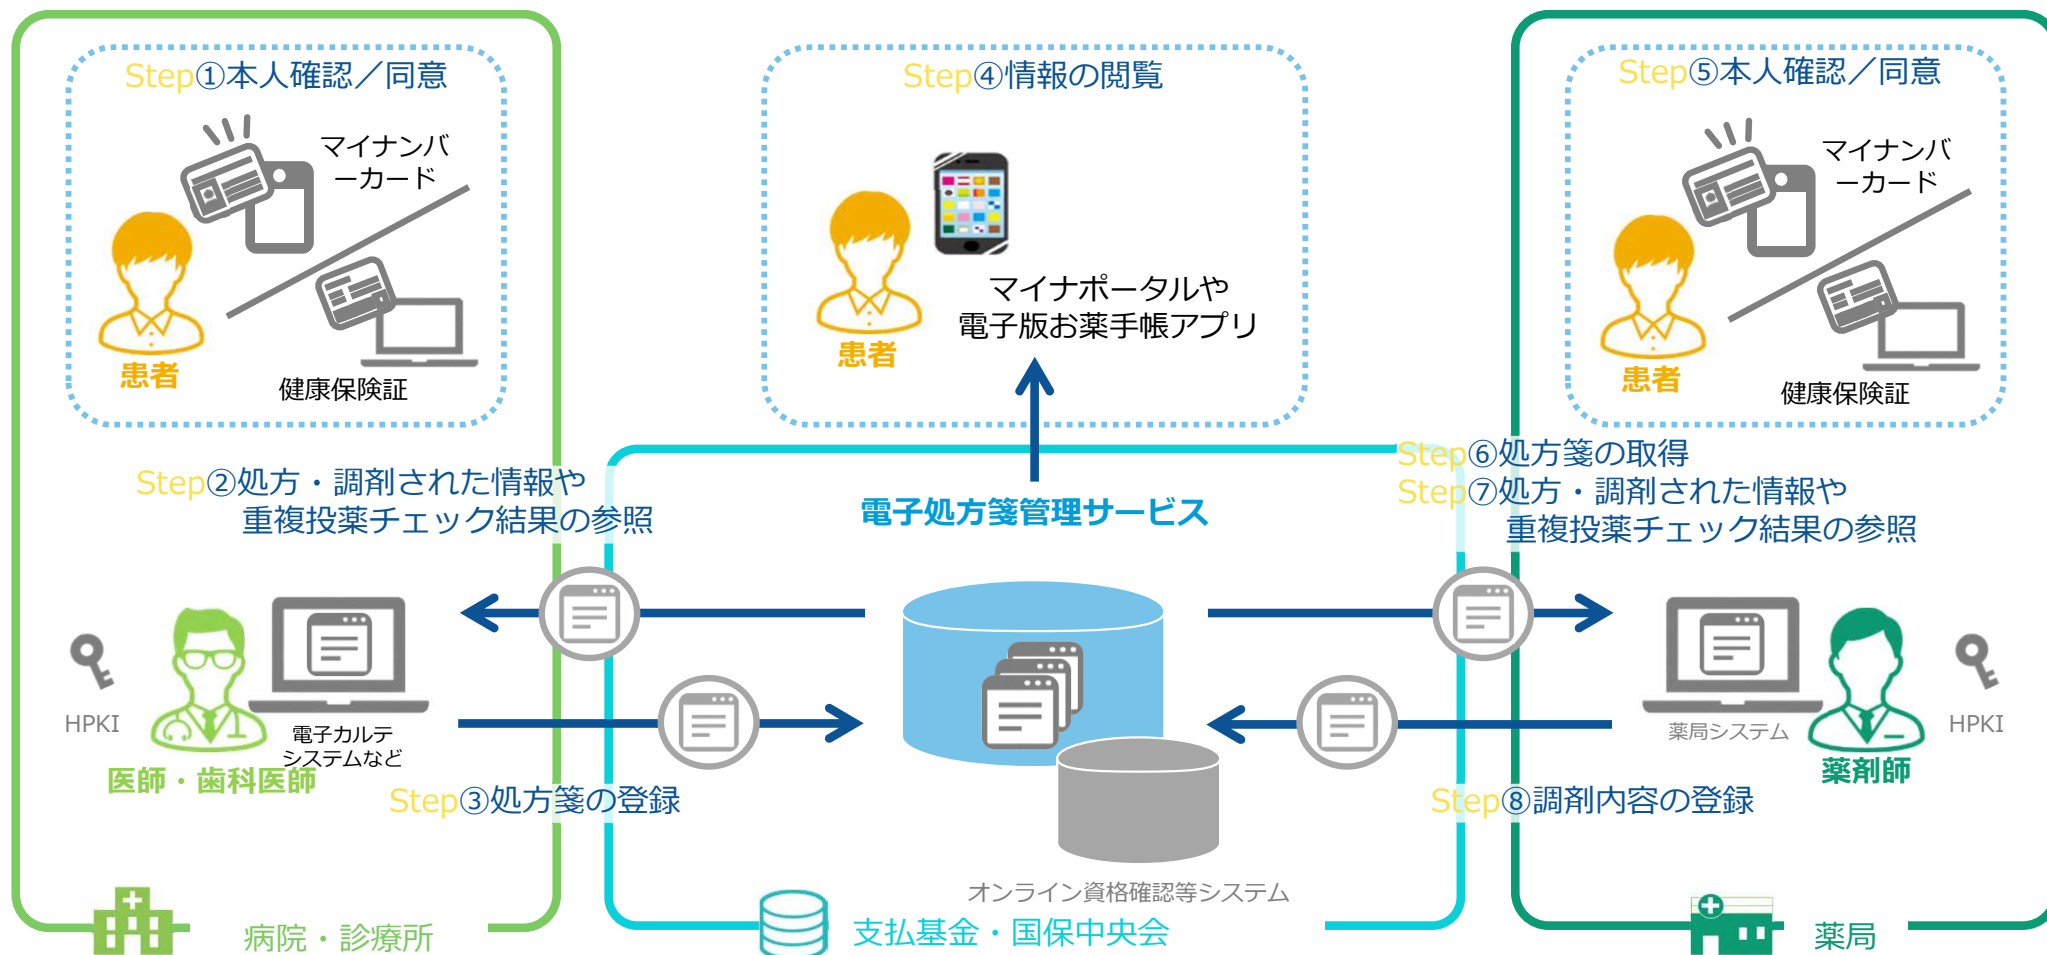 Step①本人確認／同意
マイナンバ
ーカード
患者
健康保険証
Step②処方・調剤された情報や
重複投薬チェック結果の参照
HPKI
電子カルテ
システムなど
医師・歯科医師
Step③処方箋の登録
病院・診療所
Step④情報の閲覧
マイナポータルや
電子版お薬手帳アプリ
患者
電子処方箋管理サービス
オンライン資格確認等システム
支払基金・国保中央会
Step⑤本人確認／同意
マイナンバ
ーカード
患者
健康保険証
Step⑥処方箋の取得
Step⑦処方・調剤された情報や
重複投薬チェック結果の参照
薬局システム
HPKI
薬剤師
Step⑧調剤内容の登録
薬局